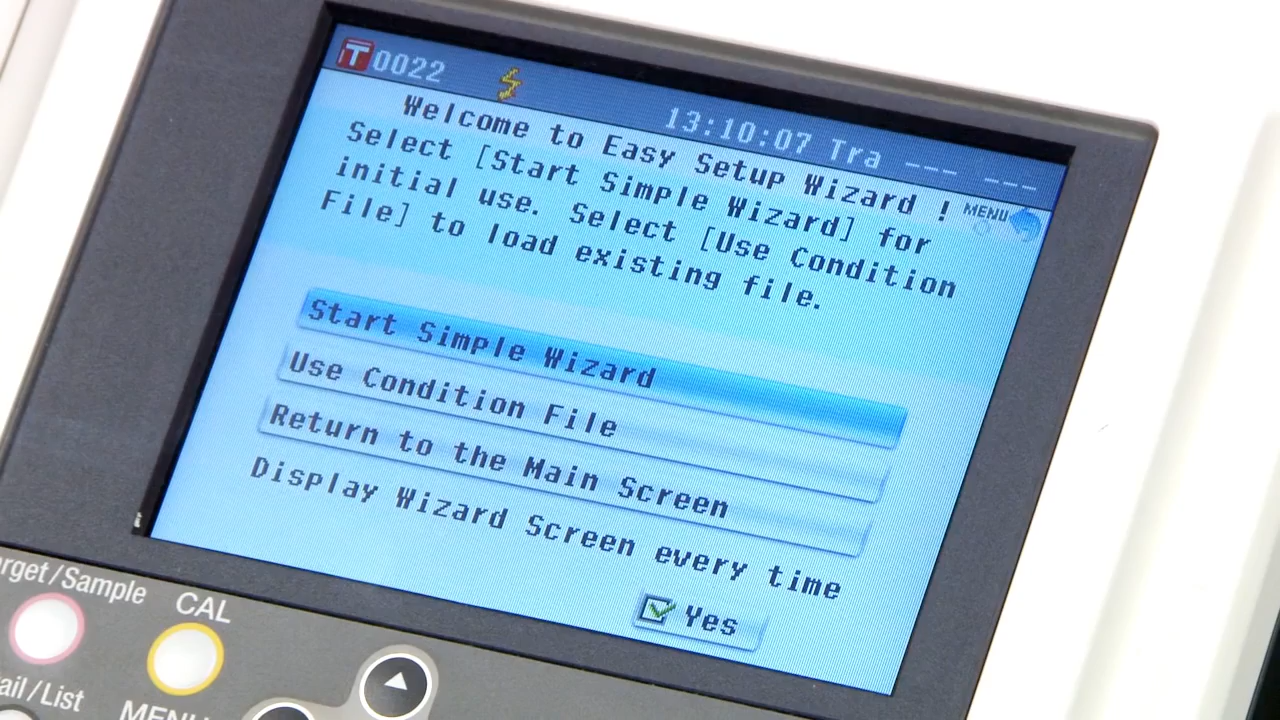 T 0022 13:10:07 Tra --- ---
Welcome to Easy Setup Wizard !
MENU
Select [Start Simple Wizard] for
initial use. Select [Use Condition
File] to load existing file.
Start Simple Wizard
Use Condition File
Return to the Main Screen
Display Wizard Screen every time
Yes
rget/Sample
CAL
ail/List
MENU